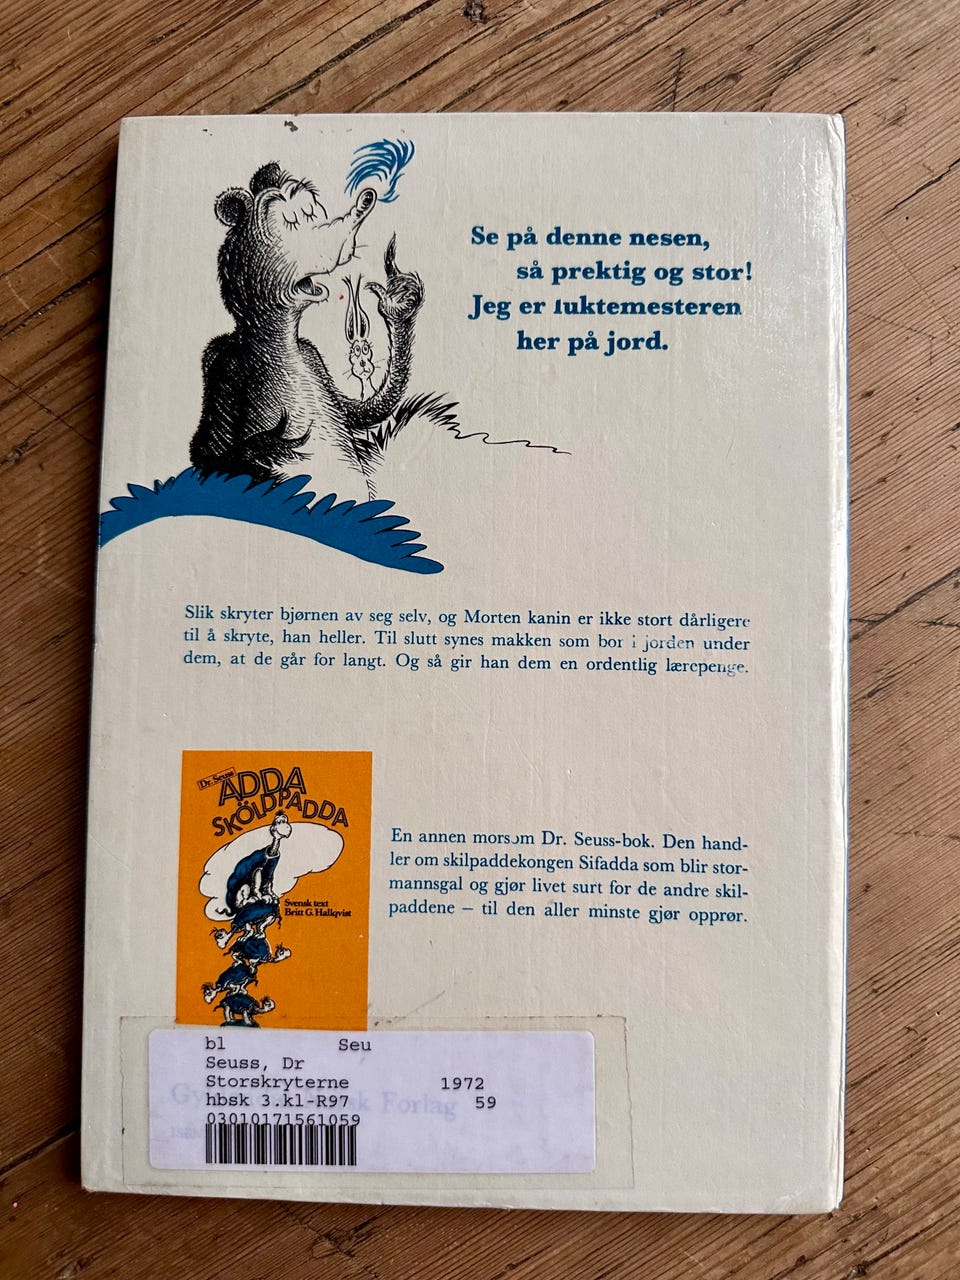 Se på denne nesen,
så prektig og stor!
Jeg er luktemesteren
her på jord.
Slik skryter bjørnen av seg selv, og Morten kanin er ikke stort dårligere
til å skryte, han heller. Til slutt synes makken som bor i jorden under
dem, at de går for langt. Og så gir han dem en ordentlig lærepenge.
Dr. Seuss
ADDA
SKÖLDPADDA
Svensk text
Britt G. Hallqvist
En annen morsom Dr. Seuss-bok. Den hand-
ler om skilpaddekongen Sifadda som blir stor-
mannsgal og gjør livet surt for de andre skil-
paddene – til den aller minste gjør opprør.
bl Seu
Seuss, Dr
Storskryterne 1972
hbsk 3.kl-R97 59
03010171561059
Forlag
ISBN